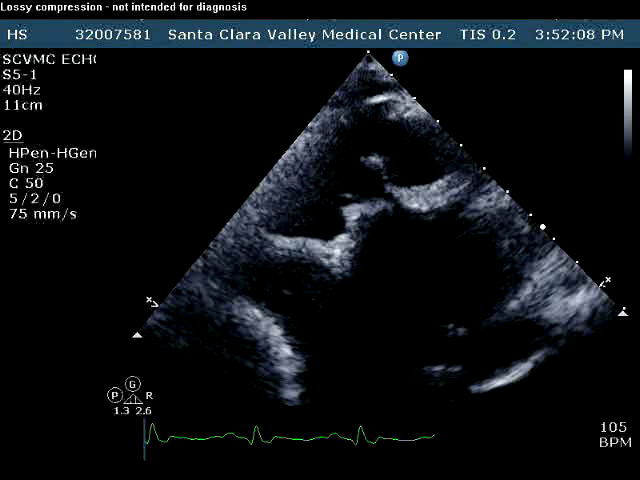 Lossy compression - not intended for diagnosis
HS 32007581 Santa Clara Valley Medical Center TIS 0.2 3:52:08 PM
SCVMC ECH
S5-1
40Hz
11cm
P
2D
HPen-HGen
Gn 25
C 50
5 / 2 / 0
75 mm/s
x
x
G
P R
1.3 2.6
105
BPM